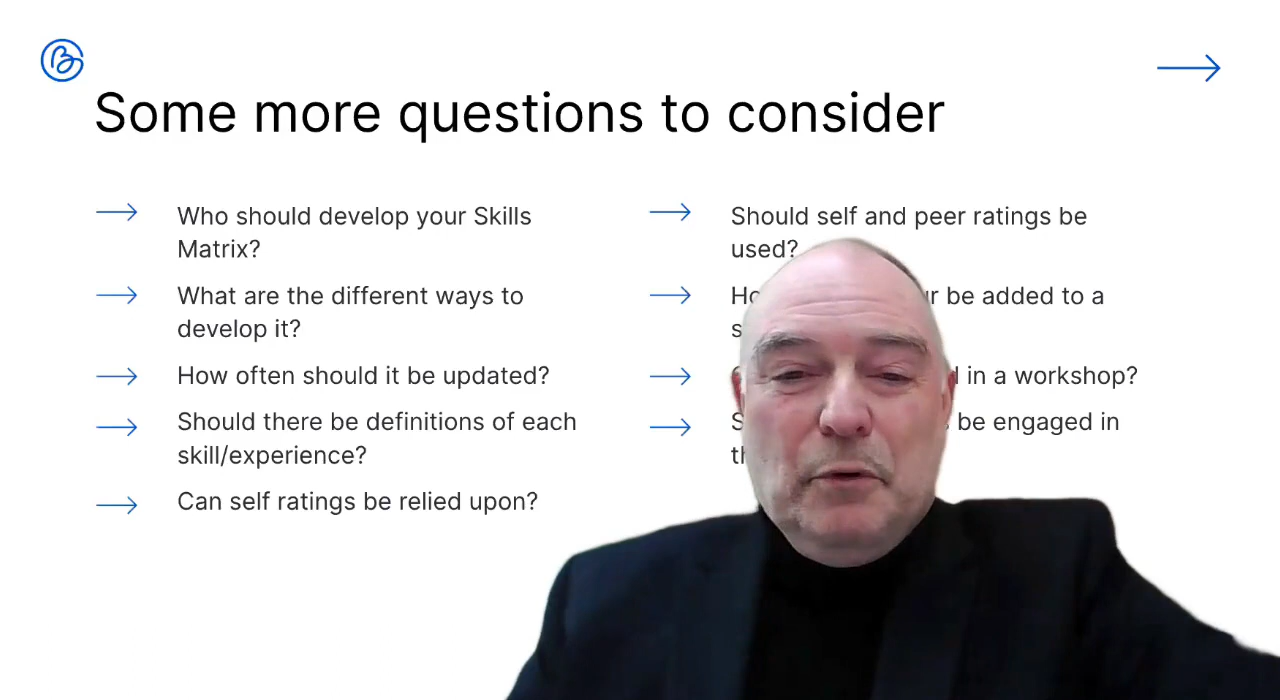 Some more questions to consider
Who should develop your Skills
Matrix?
What are the different ways to
develop it?
How often should it be updated?
Should there be definitions of each
skill/experience?
Can self ratings be relied upon?
Should self and peer ratings be
used?
be added to a
in a workshop?
be engaged in